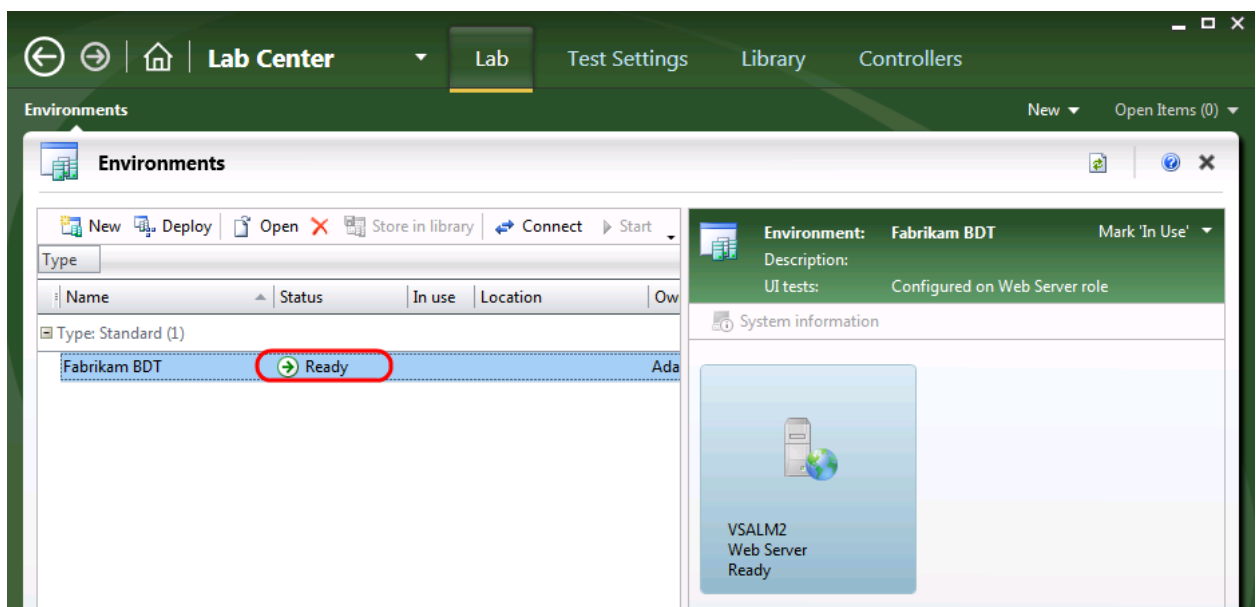 Lab Center Lab Test Settings Library Controllers
Environments New Open Items (0)
Environments
New Deploy Open Store in library Connect Start
Type
Name Status In use Location Ow
Type: Standard (1)
Fabrikam BDT Ready Ada
Environment: Fabrikam BDT Mark 'In Use'
Description:
UI tests: Configured on Web Server role
System information
VSALM2
Web Server
Ready